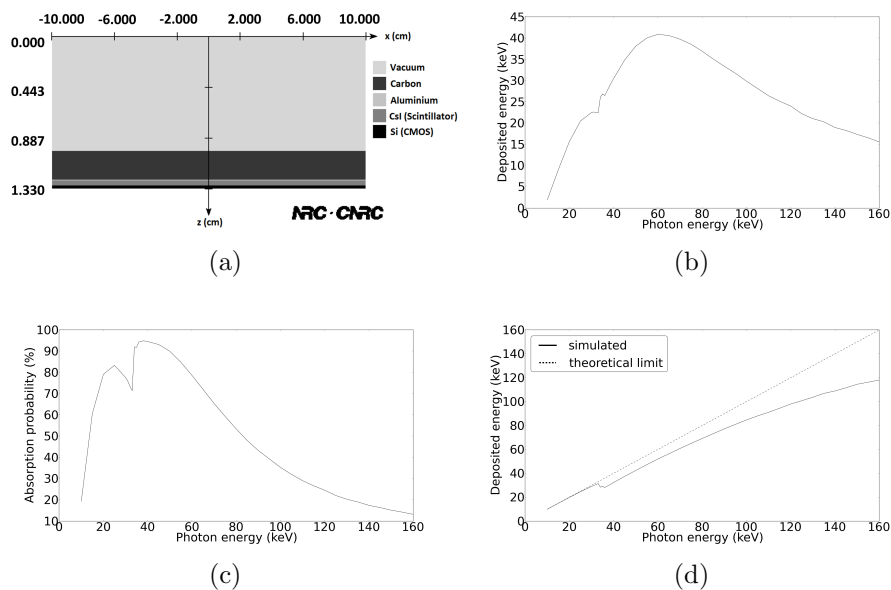 -10.000 -6.000 -2.000 2.000 6.000 10.000
x (cm)
0.000
0.443
0.887
1.330
z (cm)
Vacuum
Carbon
Aluminium
CsI (Scintillator)
Si (CMOS)
NRC · CNRC
(a)
45
40
35
30
25
20
15
10
5
0
Deposited energy (keV)
0 20 40 60 80 100 120 140 160
Photon energy (keV)
(b)
100
90
80
70
60
50
40
30
20
10
Absorption probability (%)
0 20 40 60 80 100 120 140 160
Photon energy (keV)
(c)
160
140
120
100
80
60
40
20
0
Deposited energy (keV)
simulated
theoretical limit
0 20 40 60 80 100 120 140 160
Photon energy (keV)
(d)